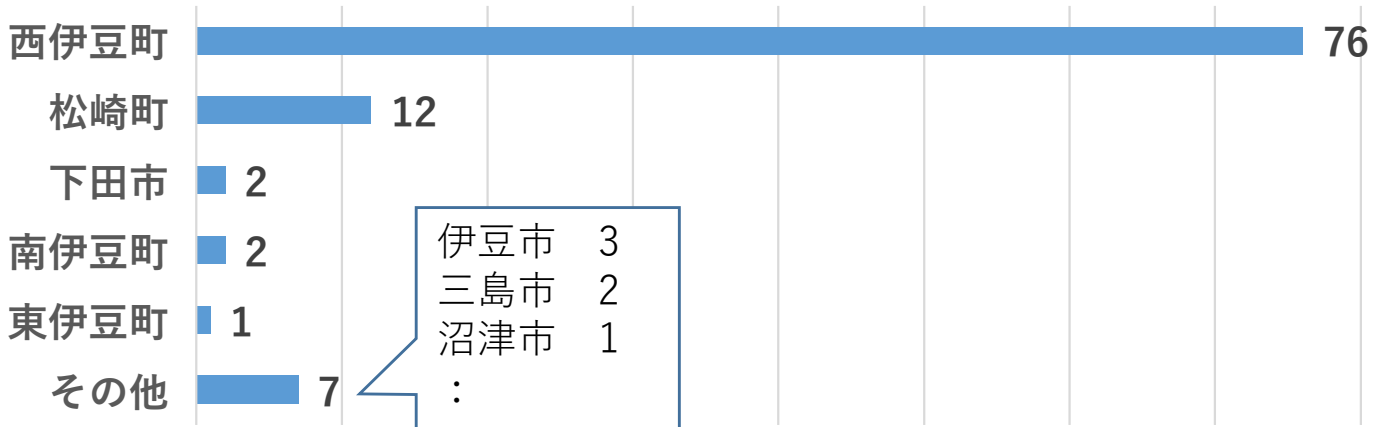 西伊豆町 76
松崎町 12
下田市 2
南伊豆町 2
東伊豆町 1
その他 7
伊豆市　3
三島市　2
沼津市　1
：